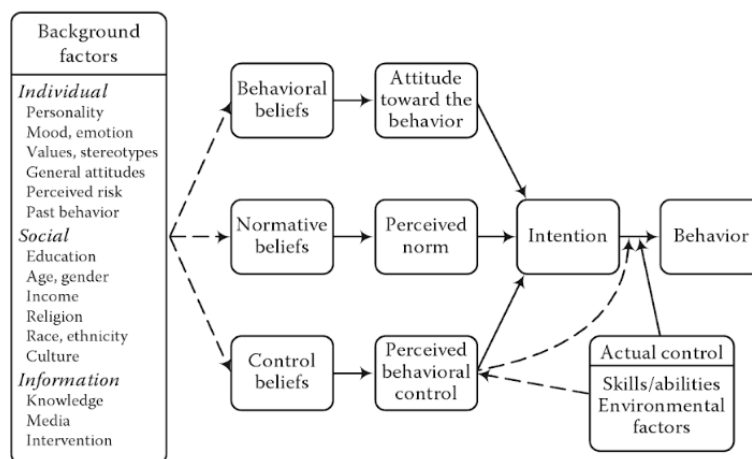 Background
factors
Individual
Personality
Mood, emotion
Values, stereotypes
General attitudes
Perceived risk
Past behavior
Social
Education
Age, gender
Income
Religion
Race, ethnicity
Culture
Information
Knowledge
Media
Intervention
Behavioral
beliefs
Attitude
toward the
behavior
Normative
beliefs
Perceived
norm
Intention
Behavior
Control
beliefs
Perceived
behavioral
control
Actual control
Skills/abilities
Environmental
factors